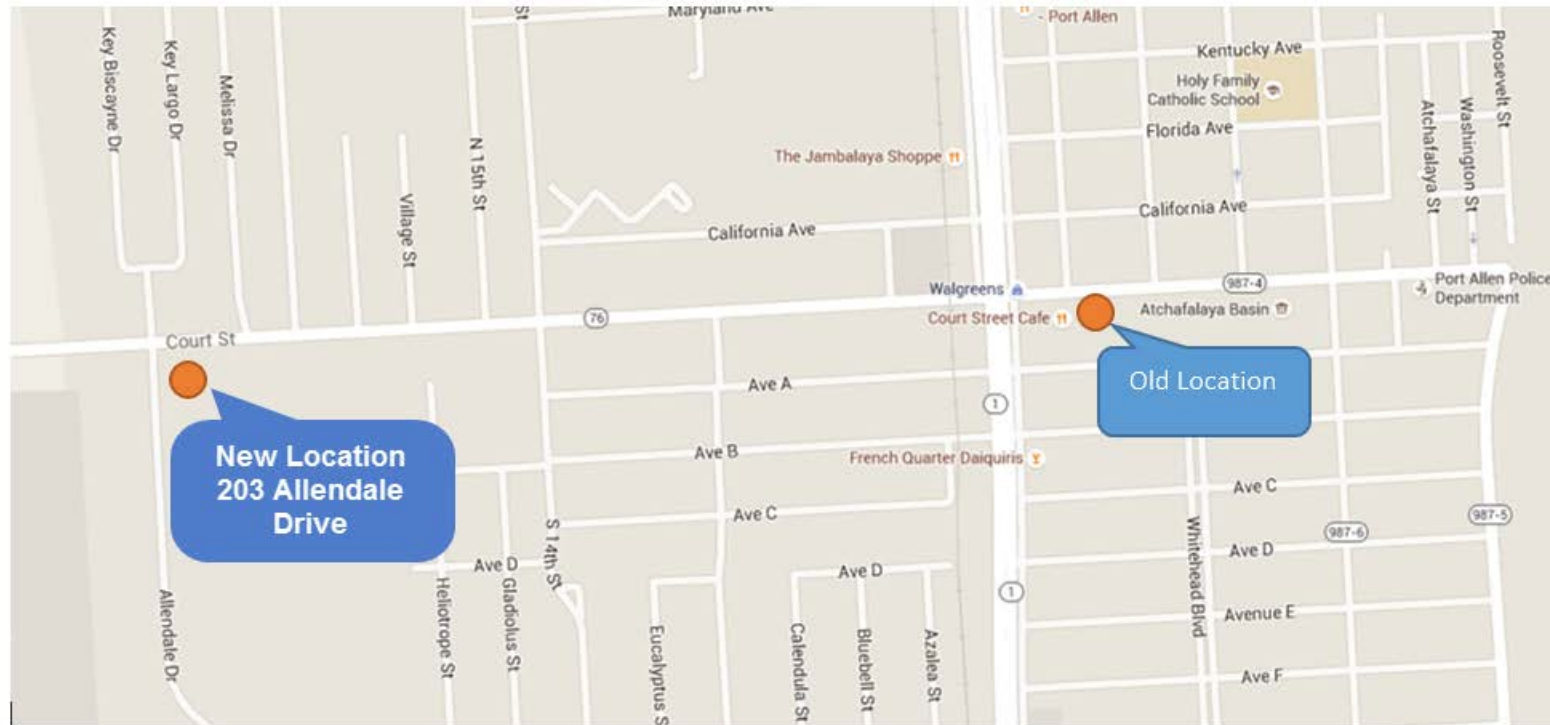 St
Maryland Ave
Port Allen
Kentucky Ave
Roosevelt St
Key Biscayne Dr
Key Largo Dr
Melissa Dr
Holy Family
Catholic School
Florida Ave
Atchafalaya St
Washington St
N 15th St
The Jambalaya Shoppe
Village St
California Ave
California Ave
Walgreens
987-4
Port Allen Police
Department
Court St
76
Court Street Cafe
Atchafalaya Basin
Old Location
Ave A
1
New Location
203 Allendale
Drive
Ave B
French Quarter Daiquiris
Ave C
Ave C
987-5
S 14th St
Whitehead Blvd
987-6
Ave D
Ave D
Ave D
1
Allendale Dr
Heliotrope St
Gladiolus St
Eucalyptus S
Calendula St
Bluebell St
Azalea St
Avenue E
Ave F